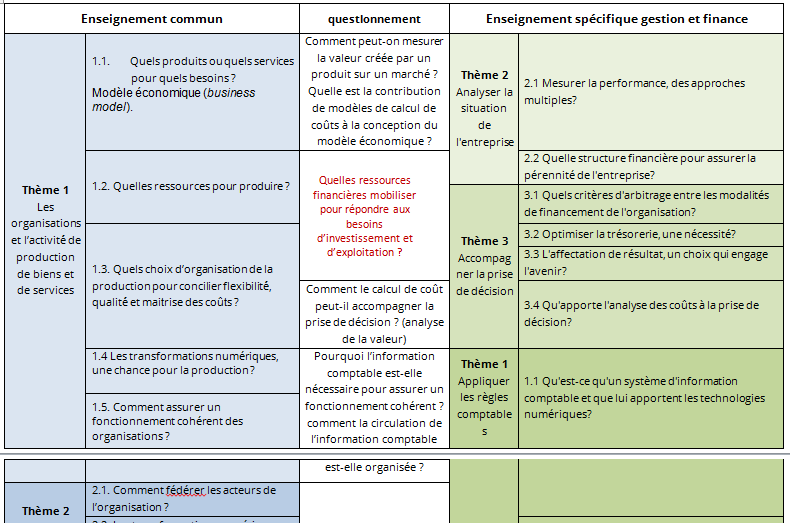 Enseignement commun
questionnement
Enseignement spécifique gestion et finance
Thème 1
Les
organisations
et l’activité de
production
de biens et
de services
1.1. Quels produits ou quels services
pour quels besoins ?
Modèle économique (business
model).
Comment peut-on mesurer
la valeur créée par un
produit sur un marché ?
Quelle est la contribution
de modèles de calcul de
coûts à la conception du
modèle économique ?
Thème 2
Analyser la
situation
de
l'entreprise
2.1 Mesurer la performance, des approches
multiples?
2.2 Quelle structure financière pour assurer la
pérennité de l'entreprise?
1.2. Quelles ressources pour produire ?
Quelles ressources
financières mobiliser
pour répondre aux
besoins
d’investissement et
d’exploitation ?
Thème 3
Accompag
ner la prise
de décision
3.1 Quels critères d'arbitrage entre les modalités
de financement de l'organisation?
3.2 Optimiser la trésorerie, une nécessité?
3.3 L'affectation de résultat, un choix qui engage
l'avenir?
1.3. Quels choix d’organisation de la
production pour concilier flexibilité,
qualité et maitrise des coûts ?
Comment le calcul de coût
peut-il accompagner la
prise de décision ? (analyse
de la valeur)
3.4 Qu'apporte l'analyse des coûts à la prise de
décision?
1.4 Les transformations numériques,
une chance pour la production ?
1.5. Comment assurer un
fonctionnement cohérent des
organisations ?
Pourquoi l’information
comptable est-elle
nécessaire pour assurer un
fonctionnement cohérent ?
comment la circulation de
l’information comptable
Thème 1
Appliquer
les règles
comptable
s
1.1 Qu'est-ce qu'un système d'information
comptable et que lui apportent les technologies
numériques?
est-elle organisée ?
Thème 2
2.1. Comment fédérer les acteurs de
l’organisation ?